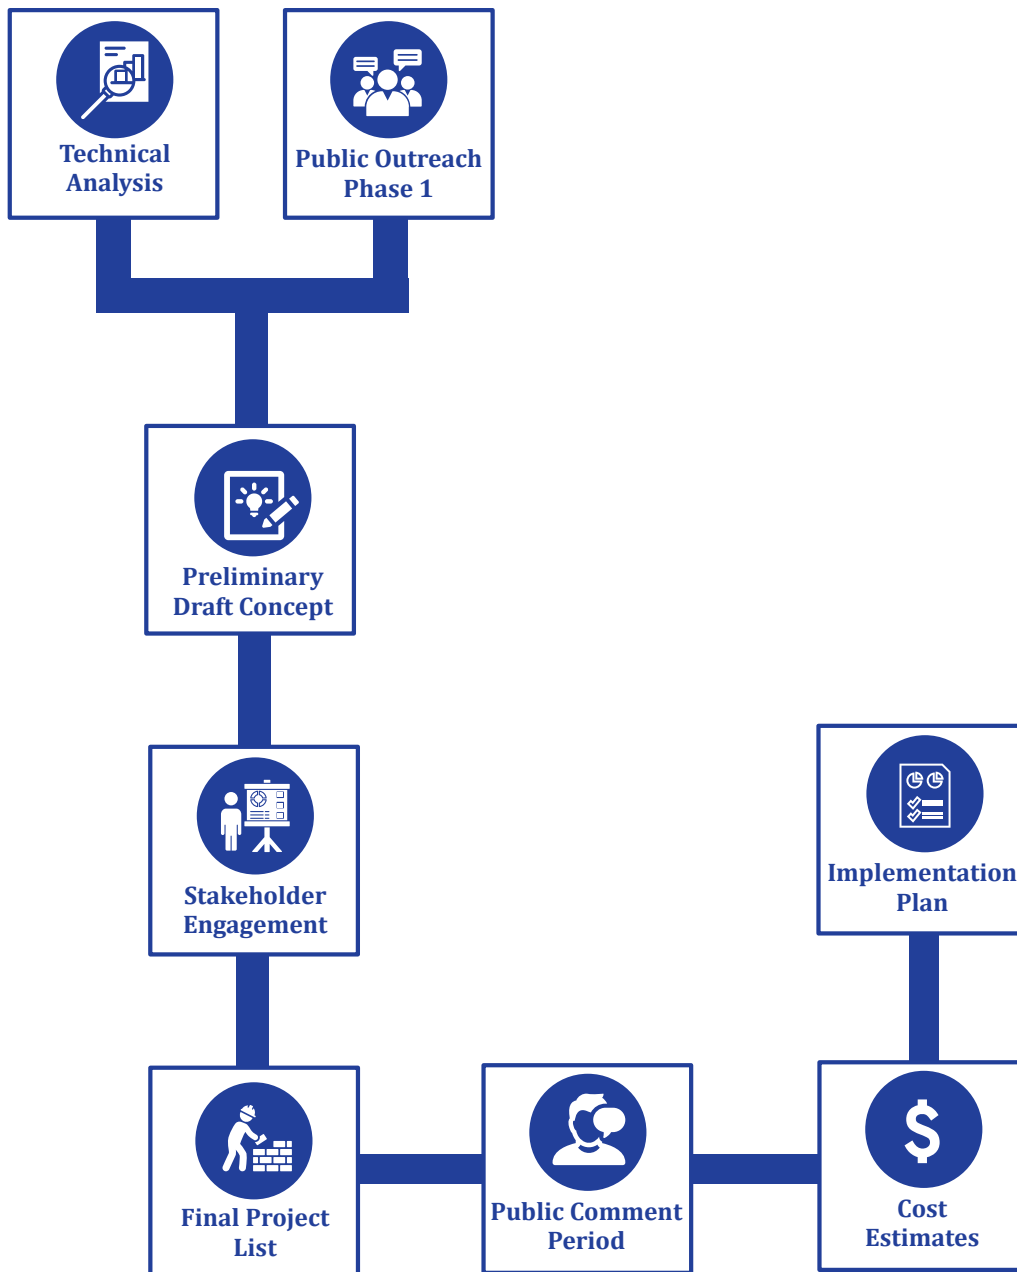 Technical
Analysis
Public Outreach
Phase 1
Preliminary
Draft Concept
Stakeholder
Engagement
Final Project
List
Public Comment
Period
Cost
Estimates
Implementation
Plan